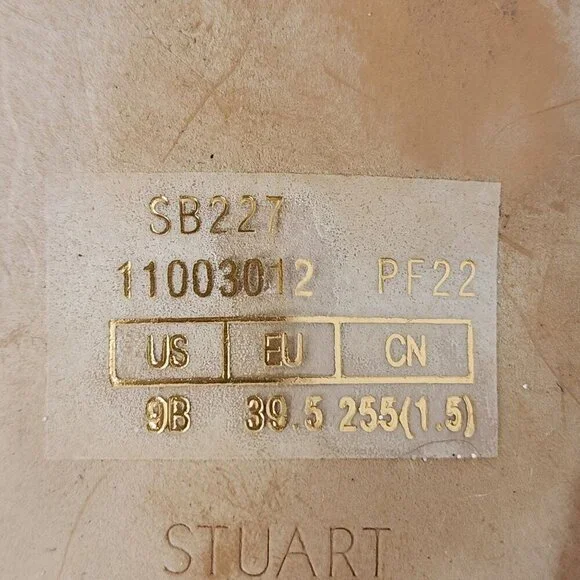 SB227
11003012 PF22
US EU CN
9B 39.5 255(1.5)
STUART